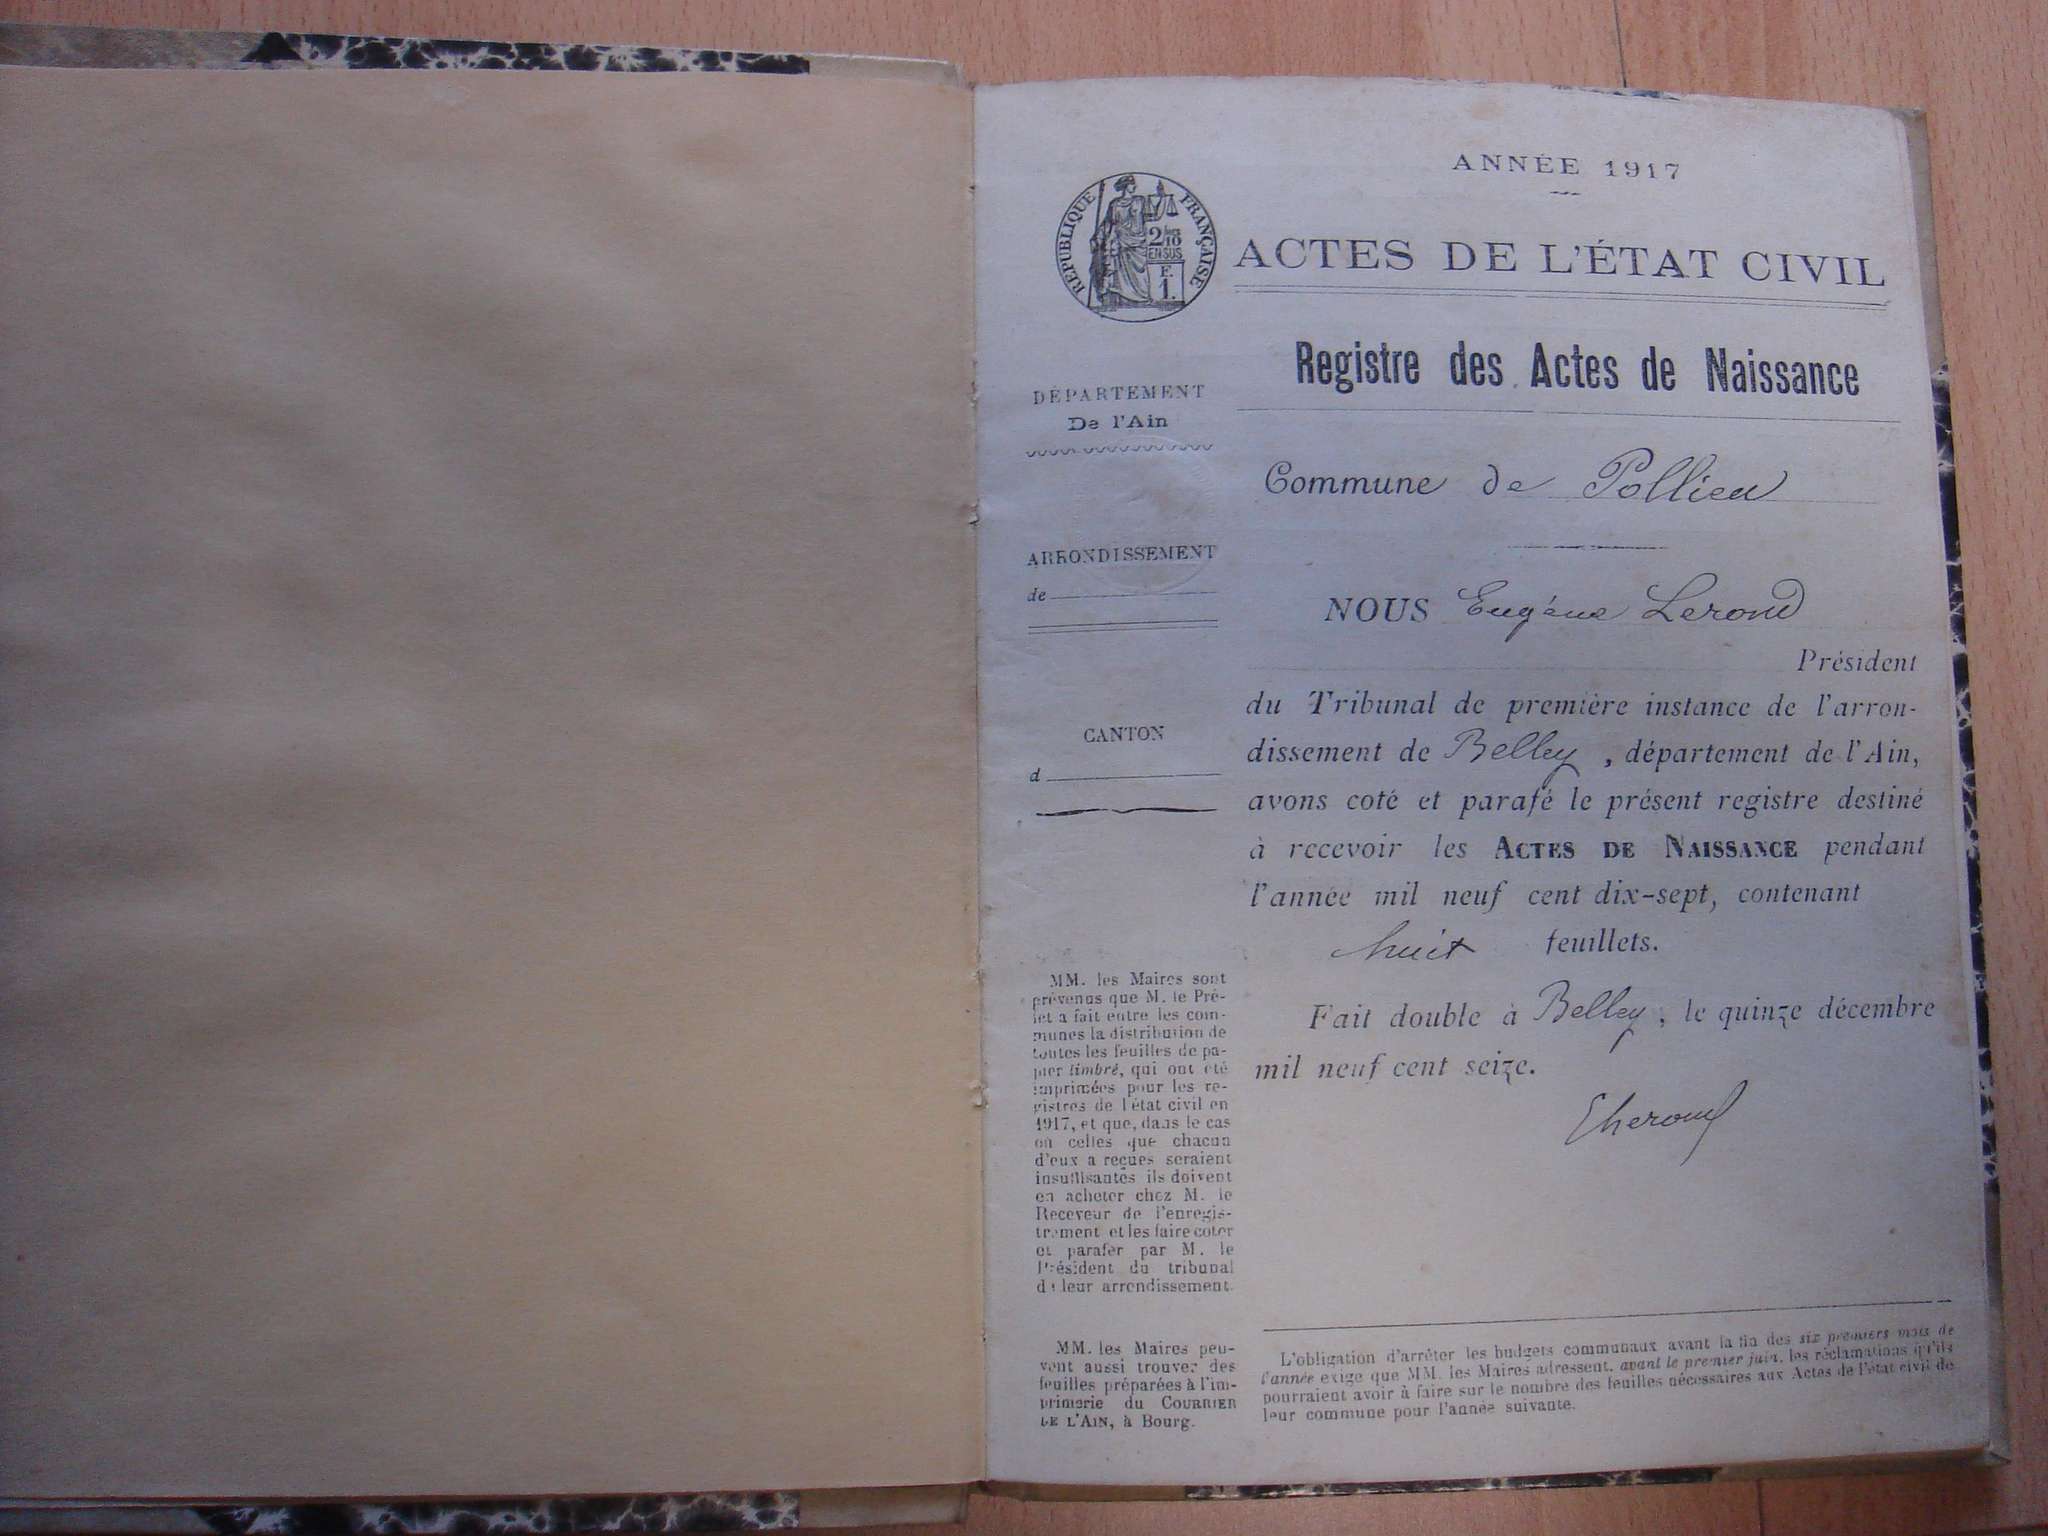 ANNÉE 1917
RÉPUBLIQUE FRANÇAISE
2/10
EN SUS
F.
1.
ACTES DE L'ÉTAT CIVIL
Registre des Actes de Naissance
DÉPARTEMENT
De l'Ain
Commune de Pollieu
ARRONDISSEMENT
de
NOUS Eugène Lerond
Président
du Tribunal de première instance de l'arron-
dissement de Belley, département de l'Ain,
avons coté et parafé le présent registre destiné
à recevoir les ACTES DE NAISSANCE pendant
l'année mil neuf cent dix-sept, contenant
huit feuillets.
Fait double à Belley, le quinze décembre
mil neuf cent seize.
CANTON
d
MM. les Maires sont
prévenus que M. le Pré-
fet a fait entre les com-
munes la distribution de
toutes les feuilles de pa-
pier timbré, qui ont été
imprimées pour les re-
gistres de l'état civil en
1917, et que, dans le cas
où celles que chacun
d'eux a reçues seraient
insuffisantes ils doivent
en acheter chez M. le
Receveur de l'enregis-
trement et les faire coter
et parafer par M. le
Président du tribunal
de leur arrondissement.
MM. les Maires peu-
vent aussi trouver des
feuilles préparées à l'im-
primerie du COURRIER
DE L'AIN, à Bourg.
L'obligation d'arrêter les budgets communaux avant la fin des six premiers mois de
l'année exige que MM. les Maires adressent, avant le premier juin, les réclamations qu'ils
pourraient avoir à faire sur le nombre des feuilles nécessaires aux Actes de l'état civil de
leur commune pour l'année suivante.